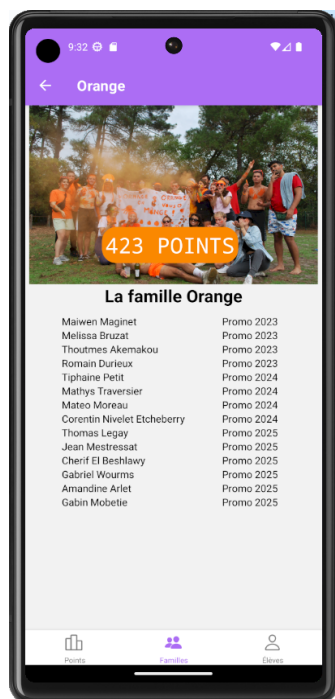 9:32
Orange
423 POINTS
La famille Orange
Maiwen Maginet Promo 2023
Melissa Bruzat Promo 2023
Thoutmes Akemakou Promo 2023
Romain Durieux Promo 2023
Tiphaine Petit Promo 2024
Mathys Traversier Promo 2024
Mateo Moreau Promo 2024
Corentin Nivelet Etcheberry Promo 2024
Thomas Legay Promo 2025
Jean Mestressat Promo 2025
Cherif El Beshlawy Promo 2025
Gabriel Wourms Promo 2025
Amandine Arlet Promo 2025
Gabin Mobetie Promo 2025
Points Familles Élèves